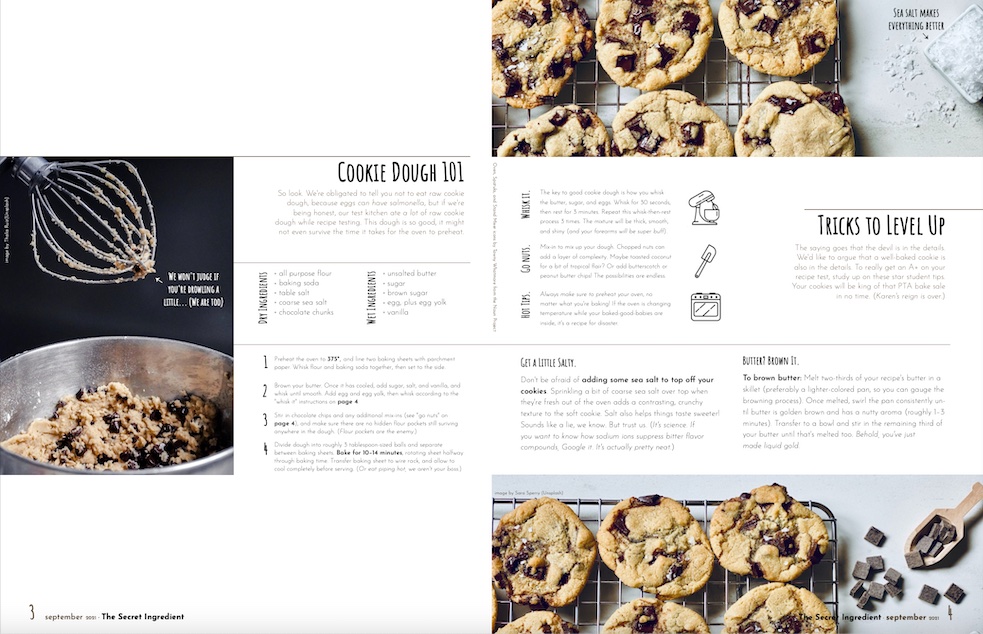 Cookie Dough 101
So look. We're obligated to tell you not to eat raw cookie
dough, because eggs can have salmonella, but if we're
being honest, our test kitchen ate a lot of raw cookie
dough while recipe testing. This dough is so good, it might
not even survive the time it takes for the oven to preheat.
image by Thalia Ruiz(Unsplash)
We won't judge if
you're drowling a
little... (We are too)
Dry Ingredients
• all purpose flour
• baking soda
• table salt
• coarse sea salt
• chocolate chunks
Wet Ingredients
• unsalted butter
• sugar
• brown sugar
• egg, plus egg yolk
• vanilla
1
Preheat the oven to 375°, and line two baking sheets with parchment
paper. Whisk flour and baking soda together, then set to the side.
2
Brown your butter. Once it has cooled, add sugar, salt, and vanilla, and
whisk until smooth. Add egg and egg yolk, then whisk according to the
"whisk it" instructions on page 4.
3
Stir in chocolate chips and any additional mix-ins (see "go nuts" on
page 4), and make sure there are no hidden flour pockets still surviving
anywhere in the dough. (Flour pockets are the enemy.)
4
Divide dough into roughly 3 tablespoon sized balls and separate
between baking sheets. Bake for 10-14 minutes, rotating sheet halfway
through baking time. Transfer baking sheet to wire rack, and allow to
cool completely before serving. (Or eat piping hot, we aren't your boss.)
3
september 2021 · The Secret Ingredient
Sea salt makes
everything better
Whisk it.
The key to good cookie dough is how you whisk
the butter, sugar, and eggs. Whisk for 30 seconds,
then rest for 3 minutes. Repeat this whisk-then-rest
process 3 times. The mixture will be thick, smooth,
and shiny (and your forearms will be super buff).
Go nuts.
Mix-in to mix up your dough. Chopped nuts can
add a layer of complexity. Maybe toasted coconut
for a bit of tropical flair? Or add butterscotch or
peanut butter chips! The possibilities are endless.
Hot Tips.
Always make sure to preheat your oven, no
matter what you're baking! If the oven is changing
temperature while your baked-good-babies are
inside, it's a recipe for disaster.
Tricks to Level Up
The saying goes that the devil is in the details.
We'd like to argue that a well-baked cookie is
also in the details. To really get an A+ on your
recipe test, study up on these star student tips.
Your cookies will be king of that PTA bake sale
in no time. (Karen's reign is over.)
Get a Little Salty.
Don't be afraid of adding some sea salt to top off your
cookies. Sprinkling a bit of coarse sea salt over top when
they're fresh out of the oven adds a contrasting, crunchy
texture to the soft cookie. Salt also helps things taste sweeter!
Sounds like a lie, we know. But trust us. (It's science. If
you want to know how sodium ions suppress bitter flavor
compounds, Google it. It's actually pretty neat.)
Butter? Brown It.
To brown butter: Melt two-thirds of your recipe's butter in a
skillet (preferably a lighter-colored pan, so you can gauge the
browning process). Once melted, swirl the pan consistently un-
til butter is golden brown and has a nutty aroma (roughly 1-3
minutes). Transfer to a bowl and stir in the remaining third of
your butter until that's melted too. Behold, you've just
made liquid gold.
image by Sara Spera (Unsplash)
The Secret Ingredient · september 2021
4